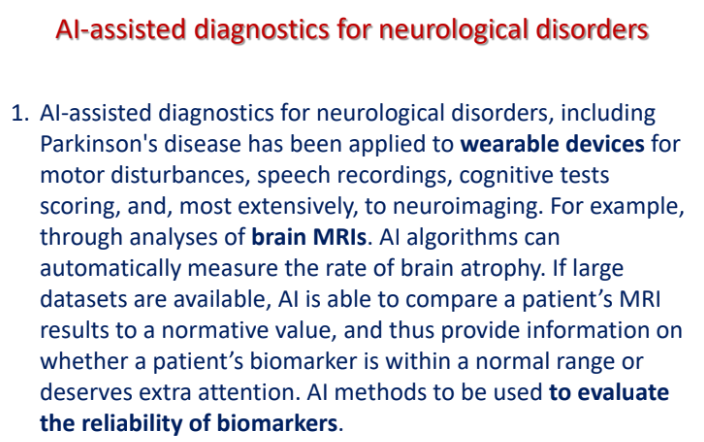 AI-assisted diagnostics for neurological disorders
1. AI-assisted diagnostics for neurological disorders, including
Parkinson's disease has been applied to wearable devices for
motor disturbances, speech recordings, cognitive tests
scoring, and, most extensively, to neuroimaging. For example,
through analyses of brain MRIs. AI algorithms can
automatically measure the rate of brain atrophy. If large
datasets are available, AI is able to compare a patient’s MRI
results to a normative value, and thus provide information on
whether a patient’s biomarker is within a normal range or
deserves extra attention. AI methods to be used to evaluate
the reliability of biomarkers.